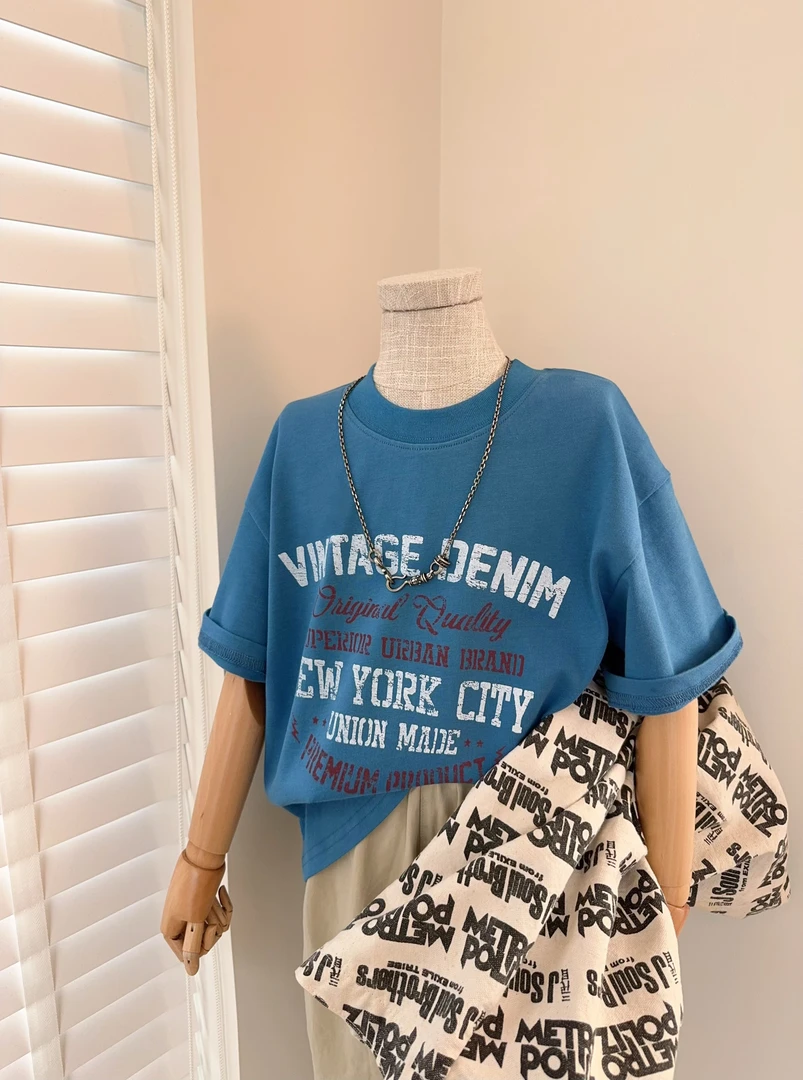 VINTAGE DENIM
Original Quality
SUPERIOR URBAN BRAND
NEW YORK CITY
UNION MADE
PREMIUM PRODUCT
METRO
POLITZ
J Soul Brothers
from EXILE TRIBE